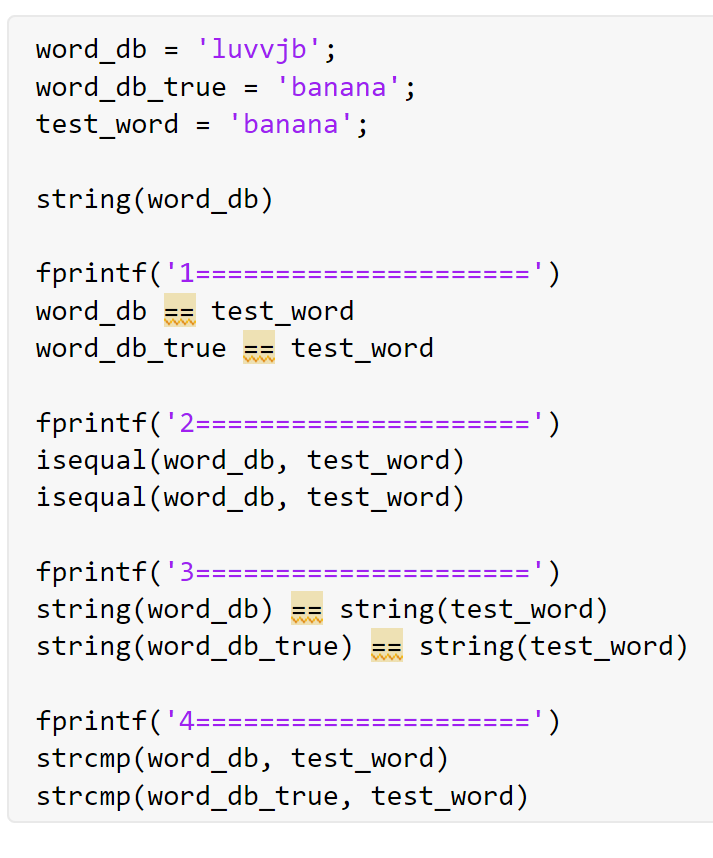 word_db = 'luvvjb';
word_db_true = 'banana';
test_word = 'banana';
string(word_db)
fprintf('1=====================')
word_db == test_word
word_db_true == test_word
fprintf('2=====================')
isequal(word_db, test_word)
isequal(word_db, test_word)
fprintf('3=====================')
string(word_db) == string(test_word)
string(word_db_true) == string(test_word)
fprintf('4=====================')
strcmp(word_db, test_word)
strcmp(word_db_true, test_word)